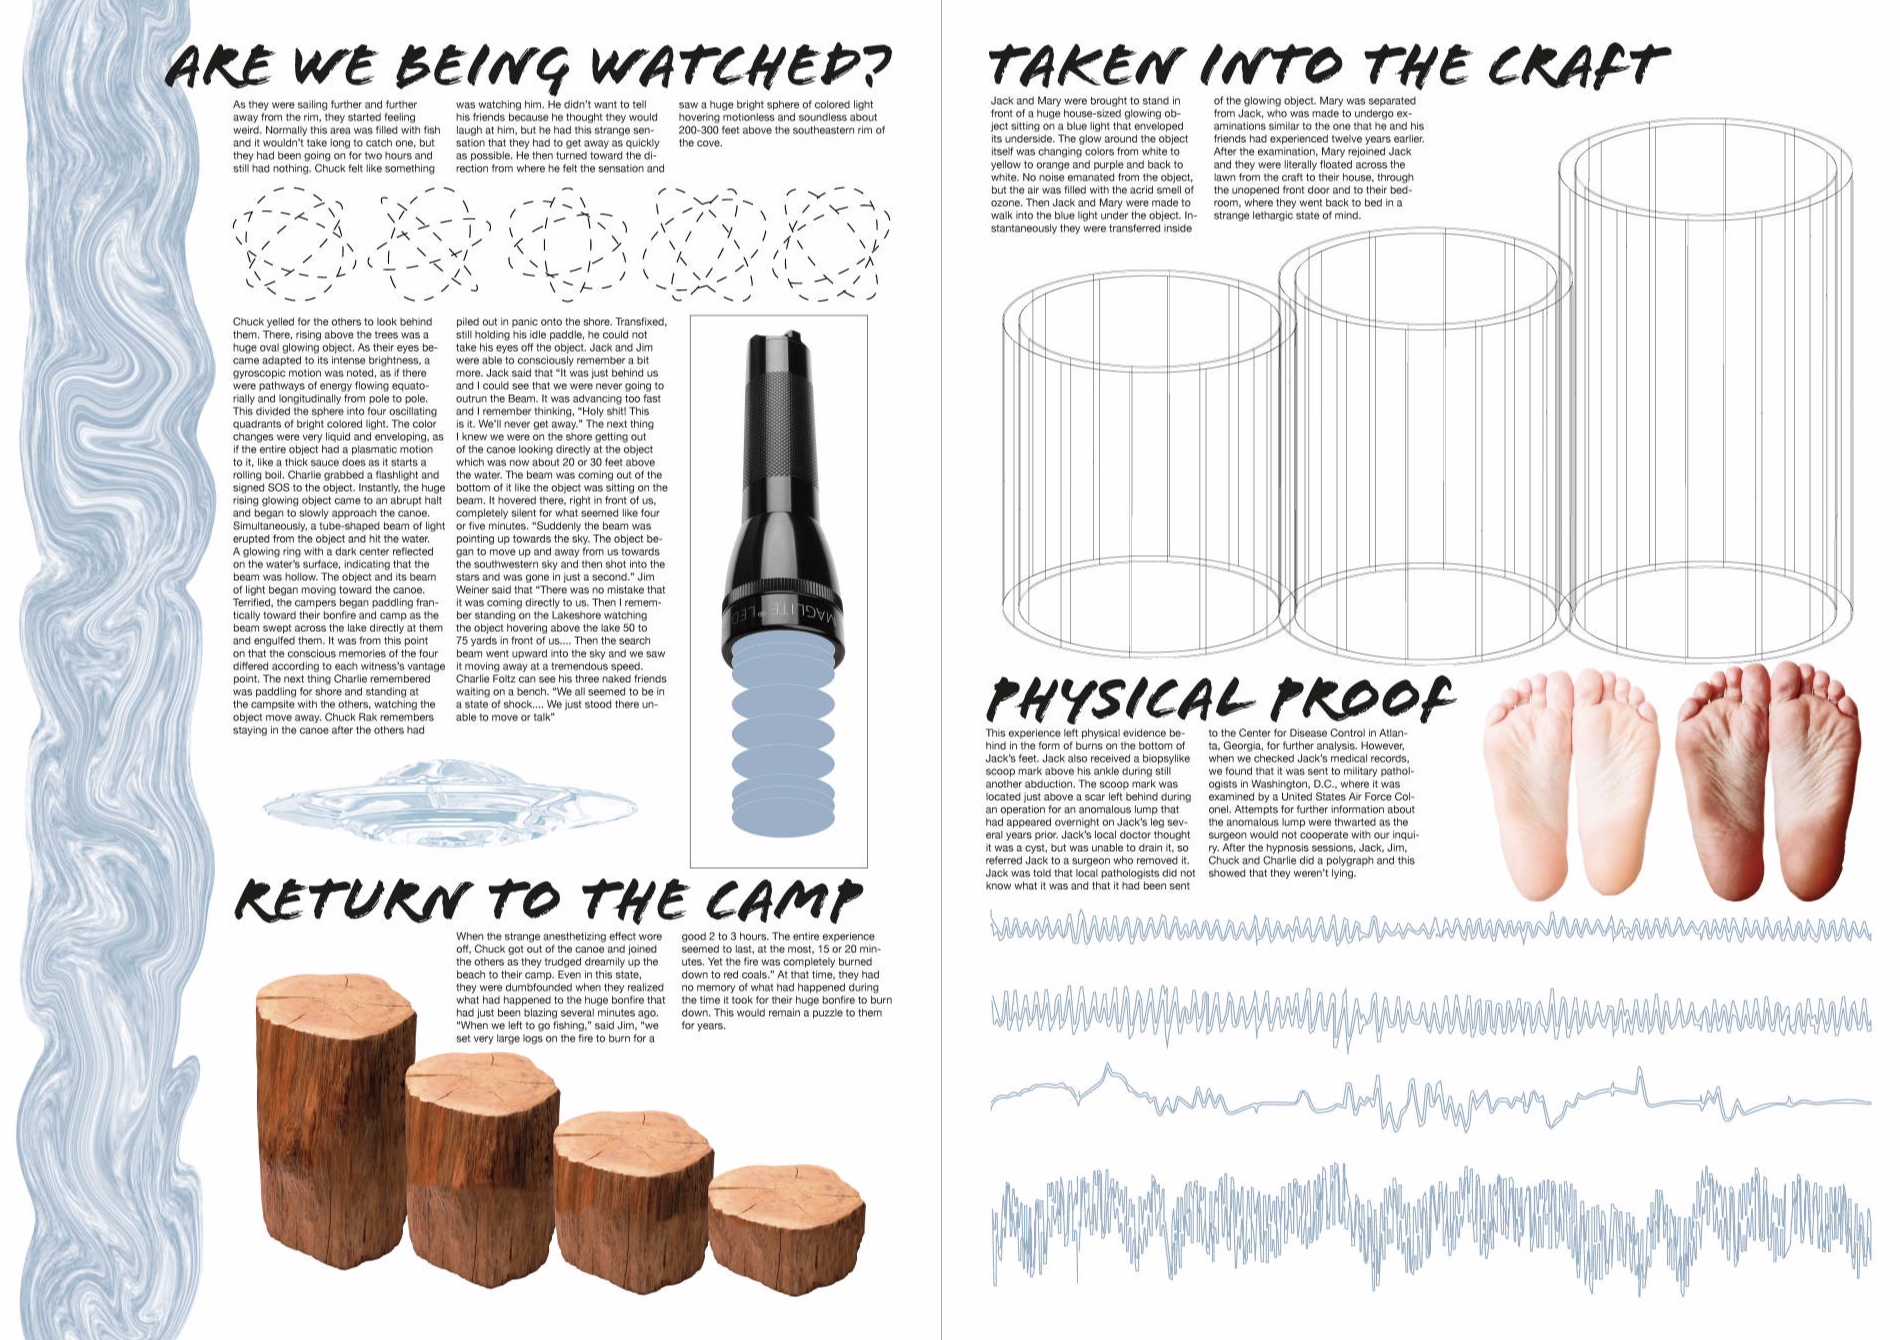 ARE WE BEING WATCHED?
As they were sailing further and further
away from the rim, they started feeling
weird. Normally this area was filled with fish
and it wouldn't take long to catch one, but
they had been going on for two hours and
still had nothing. Chuck felt like something
was watching him. He didn't want to tell
his friends because he thought they would
laugh at him, but he had this strange sen-
sation that they had to get away as quickly
as possible. He then turned toward the di-
rection from where he felt the sensation and
saw a huge bright sphere of colored light
hovering motionless and soundless about
200-300 feet above the southeastern rim of
the cove.
Chuck yelled for the others to look behind
them. There, rising above the trees was a
huge oval glowing object. As their eyes be-
came adapted to its intense brightness, a
gyroscopic motion was noted, as if there
were pathways of energy flowing equato-
rially and longitudinally from pole to pole.
This divided the sphere into four oscillating
quadrants of bright colored light. The color
changes were very liquid and enveloping, as
if the entire object had a plasmatic motion
to it, like a thick sauce does as it starts a
rolling boil. Charlie grabbed a flashlight and
signed SOS to the object. Instantly, the huge
rising glowing object came to an abrupt halt
and began to slowly approach the canoe.
Simultaneously, a tube-shaped beam of light
erupted from the object and hit the water.
A glowing ring with a dark center reflected
on the water's surface, indicating that the
beam was hollow. The object and its beam
of light began moving toward the canoe.
Terrified, the campers began paddling fran-
tically toward their bonfire and camp as the
beam swept across the lake directly at them
and engulfed them. It was from this point
on that the conscious memories of the four
differed according to each witness's vantage
point. The next thing Charlie remembered
was paddling for shore and standing at
the campsite with the others, watching the
object move away. Chuck Rak remembers
staying in the canoe after the others had
piled out in panic onto the shore. Transfixed,
still holding his idle paddle, he could not
take his eyes off the object. Jack and Jim
were able to consciously remember a bit
more. Jack said that "It was just behind us
and I could see that we were never going to
outrun the Beam. It was advancing too fast
and I remember thinking, "Holy shit! This
is it. We'll never get away." The next thing
I knew we were on the shore getting out
of the canoe looking directly at the object
which was now about 20 or 30 feet above
the water. The beam was coming out of the
bottom of it like the object was sitting on the
beam. It hovered there, right in front of us,
completely silent for what seemed like four
or five minutes. "Suddenly the beam was
pointing up towards the sky. The object be-
gan to move up and away from us towards
the southwestern sky and then shot into the
stars and was gone in just a second." Jim
Weiner said that "There was no mistake that
it was coming directly to us. Then I remem-
ber standing on the Lakeshore watching
the object hovering above the lake 50 to
75 yards in front of us.... Then the search
beam went upward into the sky and we saw
it moving away at a tremendous speed.
Charlie Foltz can see his three naked friends
waiting on a bench. "We all seemed to be in
a state of shock.... We just stood there un-
able to move or talk"
MAGLITE® LED
RETURN TO THE CAMP
When the strange anesthetizing effect wore
off, Chuck got out of the canoe and joined
the others as they trudged dreamily up the
beach to their camp. Even in this state,
they were dumbfounded when they realized
what had happened to the huge bonfire that
had just been blazing several minutes ago.
"When we left to go fishing," said Jim, "we
set very large logs on the fire to burn for a
good 2 to 3 hours. The entire experience
seemed to last, at the most, 15 or 20 min-
utes. Yet the fire was completely burned
down to red coals." At that time, they had
no memory of what had happened during
the time it took for their huge bonfire to burn
down. This would remain a puzzle to them
for years.
TAKEN INTO THE CRAFT
Jack and Mary were brought to stand in
front of a huge house-sized glowing ob-
ject sitting on a blue light that enveloped
its underside. The glow around the object
itself was changing colors from white to
yellow to orange and purple and back to
white. No noise emanated from the object,
but the air was filled with the acrid smell of
ozone. Then Jack and Mary were made to
walk into the blue light under the object. In-
stantaneously they were transferred inside
of the glowing object. Mary was separated
from Jack, who was made to undergo ex-
aminations similar to the one that he and his
friends had experienced twelve years earlier.
After the examination, Mary rejoined Jack
and they were literally floated across the
lawn from the craft to their house, through
the unopened front door and to their bed-
room, where they went back to bed in a
strange lethargic state of mind.
PHYSICAL PROOF
This experience left physical evidence be-
hind in the form of burns on the bottom of
Jack's feet. Jack also received a biopsylike
scoop mark above his ankle during still
another abduction. The scoop mark was
located just above a scar left behind during
an operation for an anomalous lump that
had appeared overnight on Jack's leg sev-
eral years prior. Jack's local doctor thought
it was a cyst, but was unable to drain it, so
referred Jack to a surgeon who removed it.
Jack was told that local pathologists did not
know what it was and that it had been sent
to the Center for Disease Control in Atlan-
ta, Georgia, for further analysis. However,
when we checked Jack's medical records,
we found that it was sent to military pathol-
ogists in Washington, D.C., where it was
examined by a United States Air Force Col-
onel. Attempts for further information about
the anomalous lump were thwarted as the
surgeon would not cooperate with our inqui-
ry. After the hypnosis sessions, Jack, Jim,
Chuck and Charlie did a polygraph and this
showed that they weren't lying.